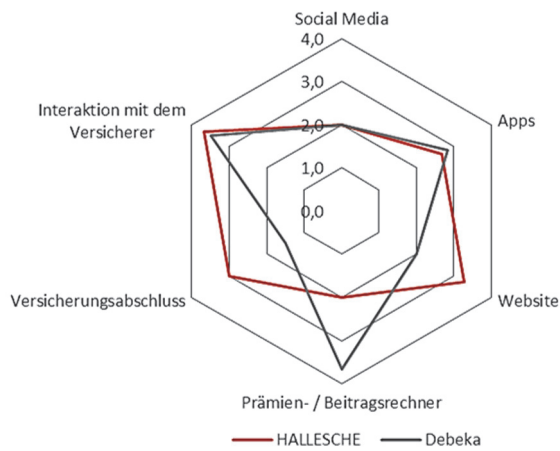 Social Media
4,0
3,0
2,0
1,0
0,0
Interaktion mit dem
Versicherer
Apps
Versicherungsabschluss
Website
Prämien- / Beitragsrechner
HALLESCHE
Debeka